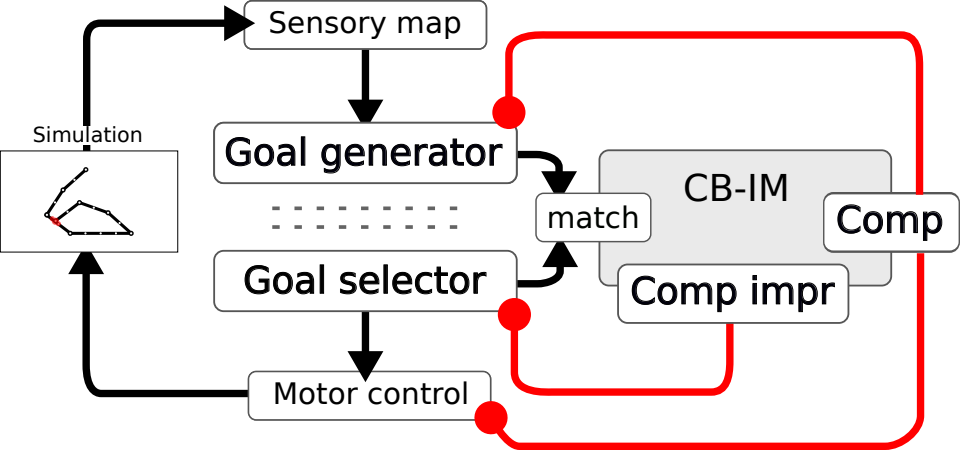 Sensory map
Simulation
Goal generator
CB-IM
match
Comp
Goal selector
Comp impr
Motor control